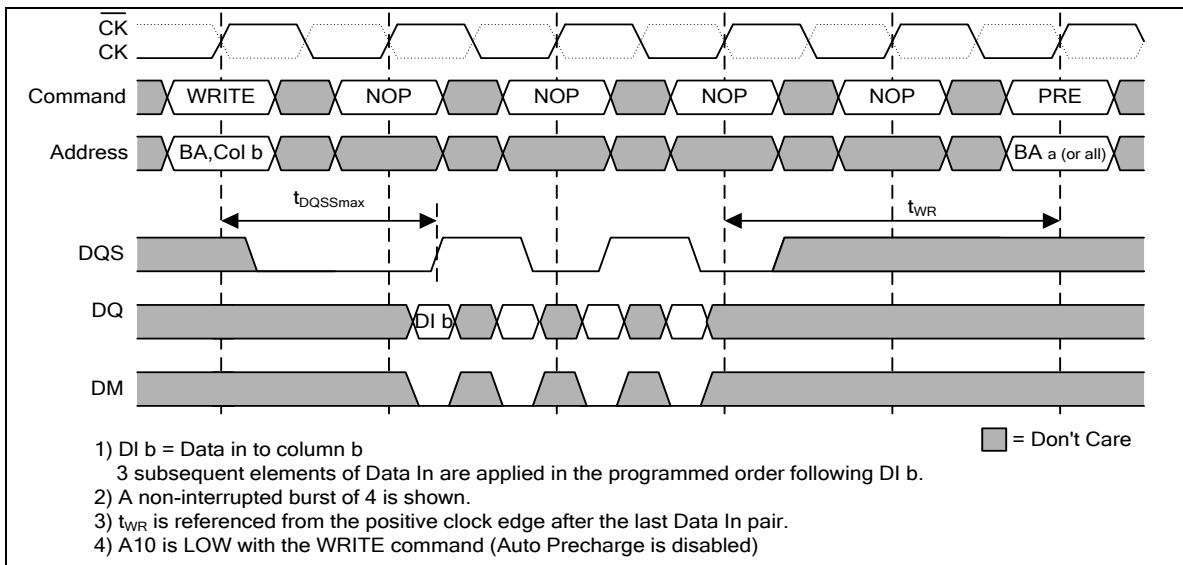 CK
CK
Command WRITE NOP NOP NOP NOP PRE
Address BA,Col b BA a (or all)
tDQSSmax tWR
DQS
DQ DI b
DM
= Don't Care
1) DI b = Data in to column b
3 subsequent elements of Data In are applied in the programmed order following DI b.
2) A non-interrupted burst of 4 is shown.
3) tWR is referenced from the positive clock edge after the last Data In pair.
4) A10 is LOW with the WRITE command (Auto Precharge is disabled)